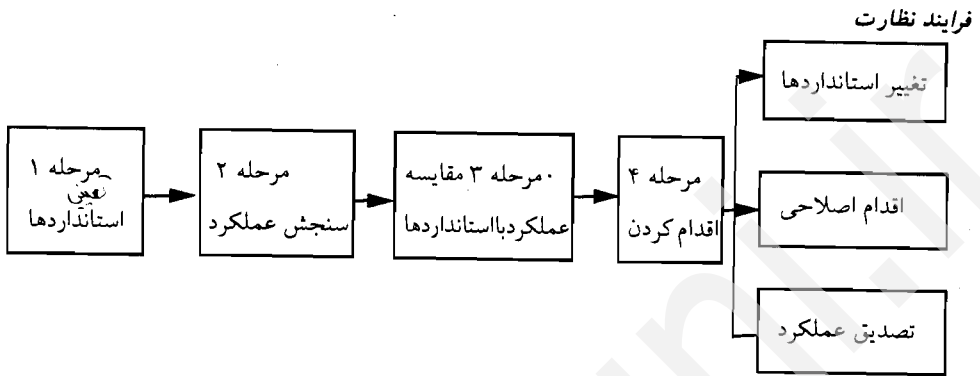 فرایند نظارت
مرحله ۱
تعیین
استانداردها
مرحله ۲
سنجش عملکرد
مرحله ۳ مقایسه
عملکردبااستانداردها
مرحله ۴
اقدام کردن
تغییر استانداردها
اقدام اصلاحی
تصدیق عملکرد